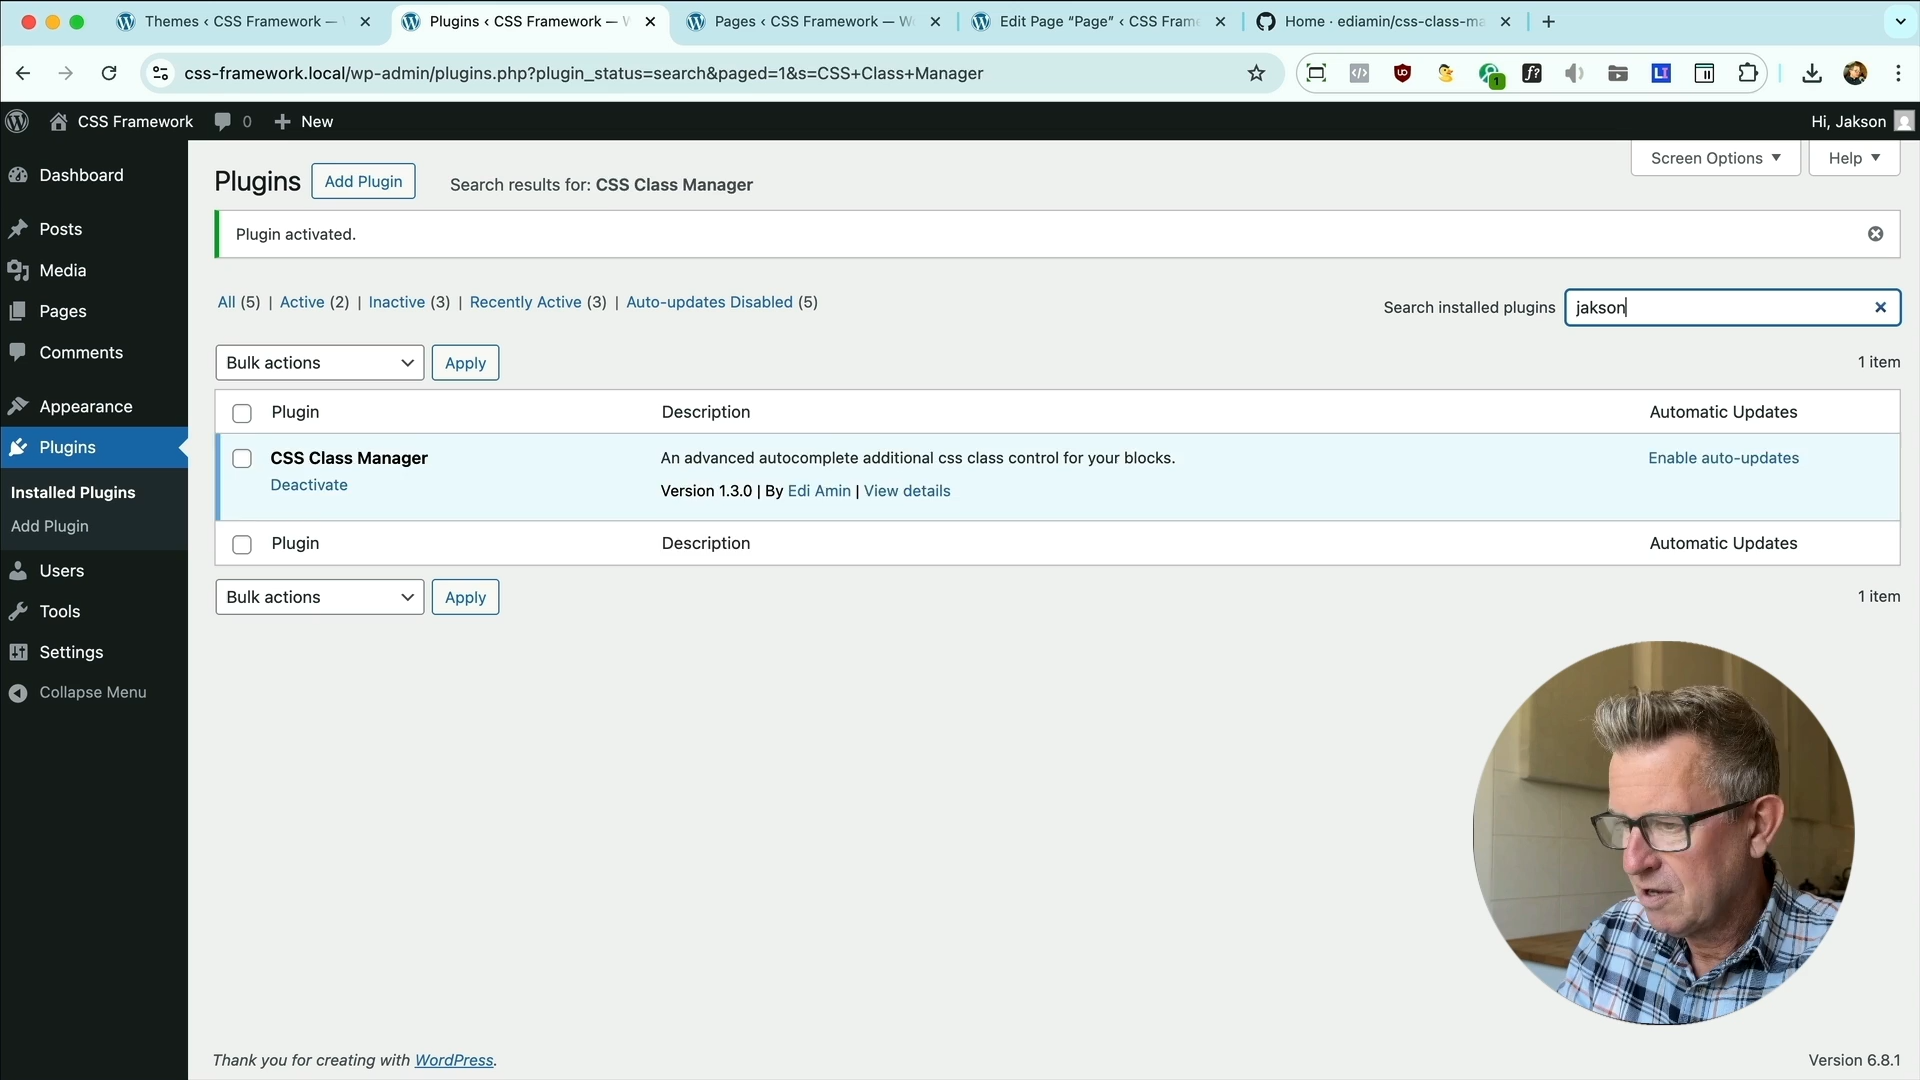 Themes ‹ CSS Framework —
Plugins ‹ CSS Framework — W
Pages ‹ CSS Framework — Wo
Edit Page “Page” ‹ CSS Frame
Home · ediamin/css-class-ma
css-framework.local/wp-admin/plugins.php?plugin_status=search&paged=1&s=CSS+Class+Manager
1
CSS Framework
0
New
Hi, Jakson
Dashboard
Posts
Media
Pages
Comments
Appearance
Plugins
Installed Plugins
Add Plugin
Users
Tools
Settings
Collapse Menu
Screen Options
Help
Plugins
Add Plugin
Search results for: CSS Class Manager
Plugin activated.
All (5) | Active (2) | Inactive (3) | Recently Active (3) | Auto-updates Disabled (5)
Search installed plugins
jakson
Bulk actions
Apply
1 item
Plugin
Description
Automatic Updates
CSS Class Manager
Deactivate
An advanced autocomplete additional css class control for your blocks.
Version 1.3.0 | By Edi Amin | View details
Enable auto-updates
Plugin
Description
Automatic Updates
Bulk actions
Apply
1 item
Thank you for creating with WordPress.
Version 6.8.1